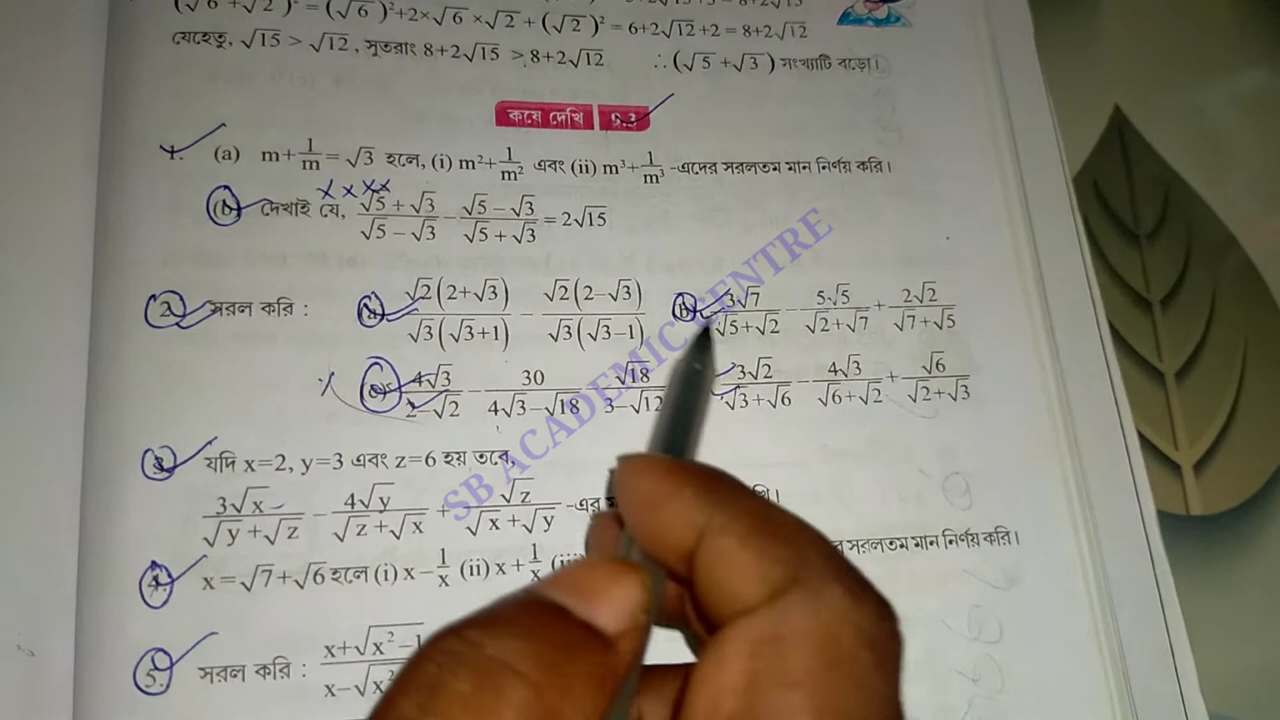 (√6+√2)² = (√6)²+2×√6×√2+(√2)² = 6+2√12+2 = 8+2√12
যেহেতু, √15 > √12, সুতরাং 8+2√15 > 8+2√12 ∴ (√5+√3) সংখ্যাটি বড়ো।
কষে দেখি 9.3
1. (a) m+1/m = √3 হলে, (i) m²+1/m² এবং (ii) m³+1/m³ -এদের সরলতম মান নির্ণয় করি।
(b) দেখাই যে, (√5+√3)/(√5−√3) − (√5−√3)/(√5+√3) = 2√15
2. সরল করি : (a) √2(2+√3)/√3(√3+1) − √2(2−√3)/√3(√3−1) (b) 3√7/(√5+√2) − 5√5/(√2+√7) + 2√2/(√7+√5)
(c) 4√3/(2−√2) − 30/(4√3−√18) − √18/(3−√12) 3√2/(√3+√6) − 4√3/(√6+√2) + √6/(√2+√3)
3. যদি x=2, y=3 এবং z=6 হয় তবে,
3√x/(√y+√z) − 4√y/(√z+√x) + √z/(√x+√y) -এর
4. x = √7+√6 হলে (i) x−1/x (ii) x+1/x সরলতম মান নির্ণয় করি।
5. সরল করি : x+√x²−1
x−√x²
SB ACADEMIC CENTRE